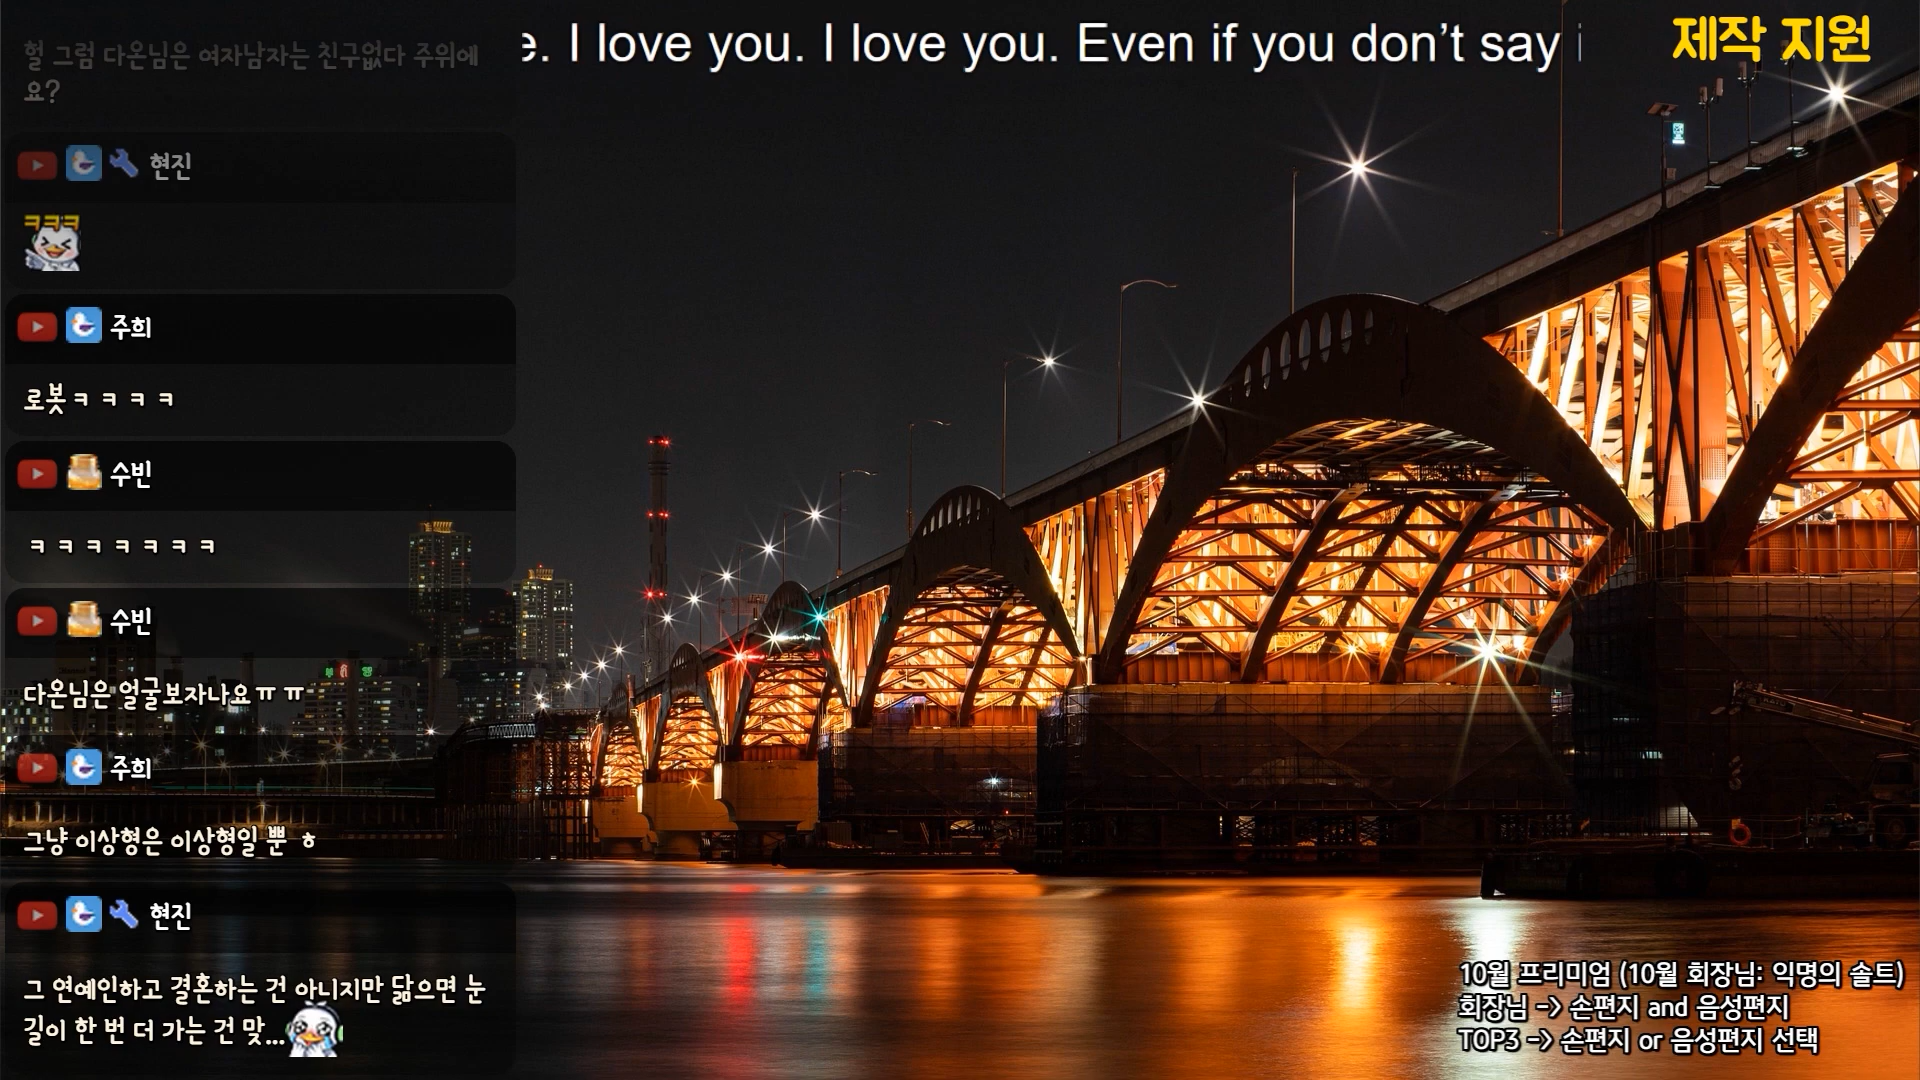 헐 그럼 다온님은 여자남자는 친구없다 주위에
요?
e. I love you. I love you. Even if you don’t say
제작 지원
현진
ㅋㅋㅋ
주희
로봇ㅋㅋㅋㅋ
수빈
ㅋㅋㅋㅋㅋㅋㅋ
수빈
다온님은 얼굴보자나요ㅠㅠ
주희
그냥 이상형은 이상형일 뿐 ㅎ
현진
그 연예인하고 결혼하는 건 아니지만 닮으면 눈
길이 한 번 더 가는 건 맞...
10월 프리미엄 (10월 회장님: 익명의 솔트)
회장님 -> 손편지 and 음성편지
TOP3 -> 손편지 or 음성편지 선택